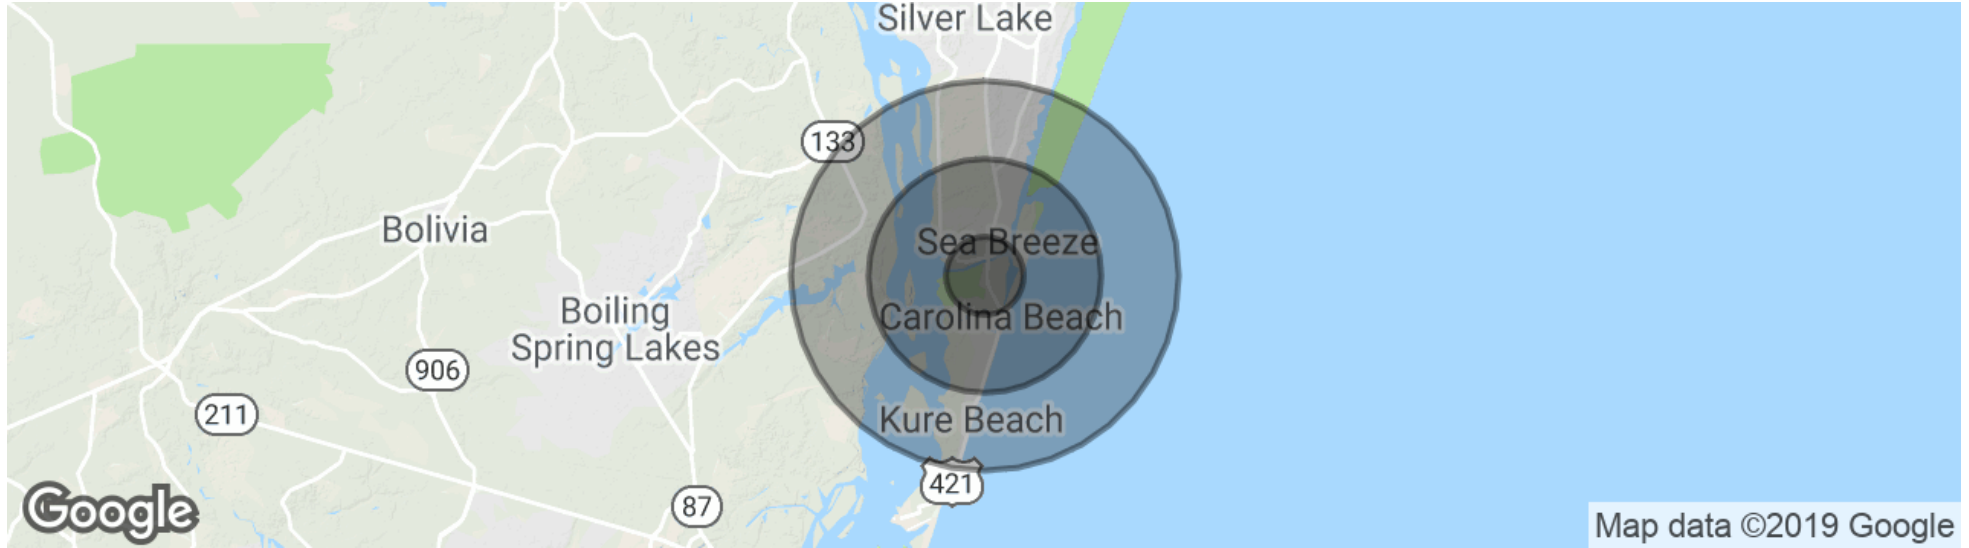 Silver Lake
133
Bolivia
Sea Breeze
Boiling
Spring Lakes
Carolina Beach
906
211
Kure Beach
421
87
Google
Map data ©2019 Google